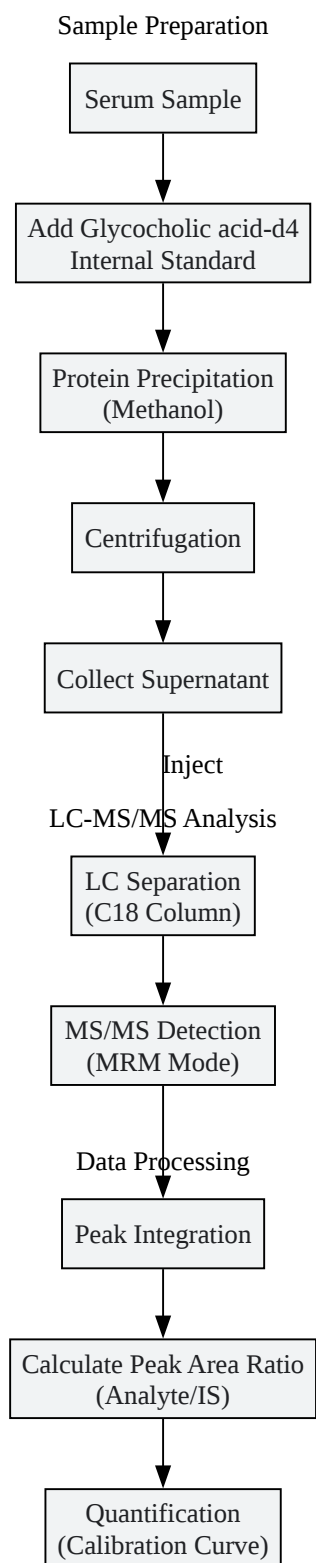 Sample Preparation
Serum Sample
Add Glycocholic acid-d4
Internal Standard
Protein Precipitation
(Methanol)
Centrifugation
Collect Supernatant
Inject
LC-MS/MS Analysis
LC Separation
(C18 Column)
MS/MS Detection
(MRM Mode)
Data Processing
Peak Integration
Calculate Peak Area Ratio
(Analyte/IS)
Quantification
(Calibration Curve)